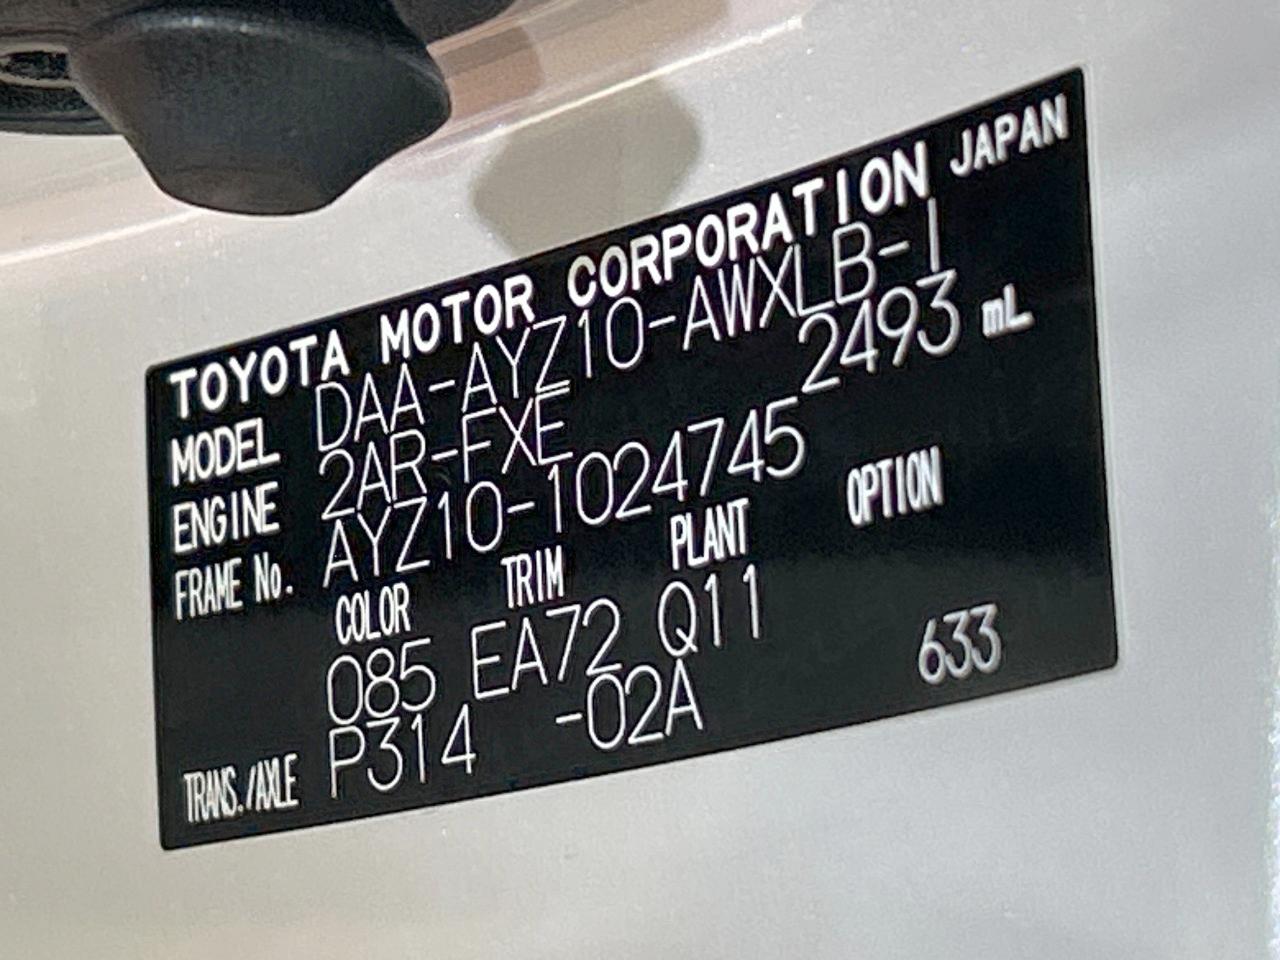 TOYOTA MOTOR CORPORATION JAPAN
MODEL DAA-AYZ10-AWXLB-I
ENGINE 2AR-FXE 2493 mL
FRAME No. AYZ10-1024745
COLOR TRIM PLANT OPTION
085 EA72 Q11
TRANS./AXLE P314 -02A 633